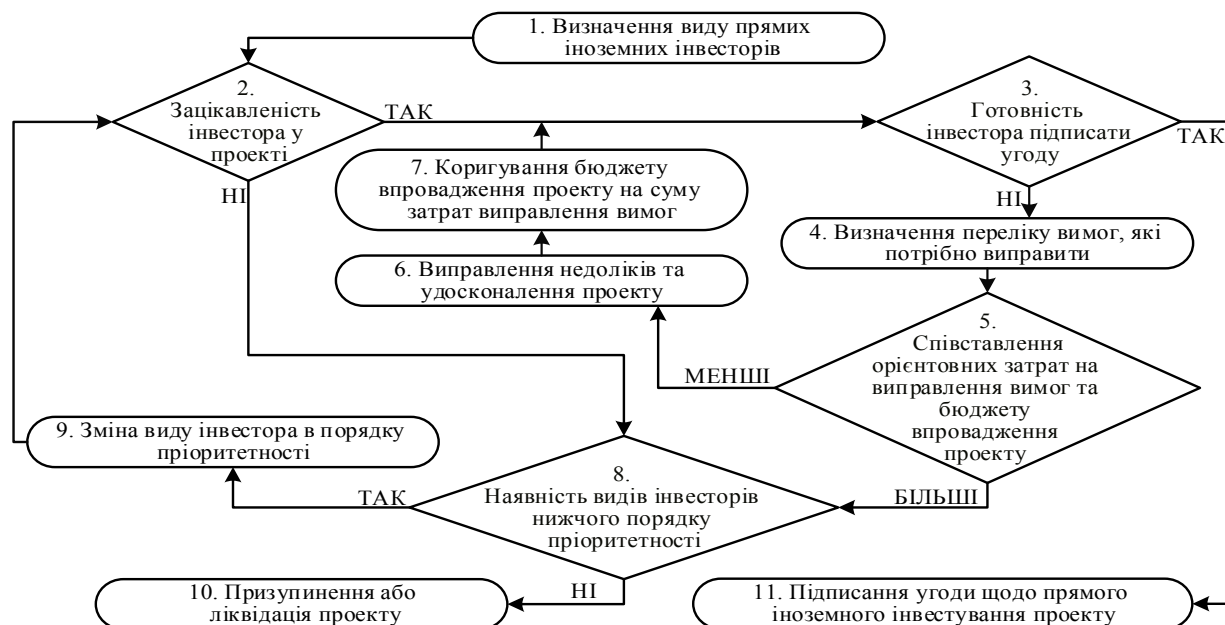 1. Визначення виду прямих
іноземних інвесторів
2.
Зацікавленість
інвестора у
проекті
ТАК
НІ
3.
Готовність
інвестора підписати
угоду
ТАК
НІ
7. Коригування бюджету
впровадження проекту на суму
затрат виправлення вимог
4. Визначення переліку вимог, які
потрібно виправити
6. Виправлення недоліків та
удосконалення проекту
5.
Співставлення
орієнтовних затрат на
виправлення вимог та
бюджету
впровадження
проекту
МЕНШІ
БІЛЬШІ
9. Зміна виду інвестора в порядку
пріоритетності
8.
Наявність видів інвесторів
нижчого порядку
пріоритетності
ТАК
НІ
10. Призупинення або
ліквідація проекту
11. Підписання угоди щодо прямого
іноземного інвестування проекту